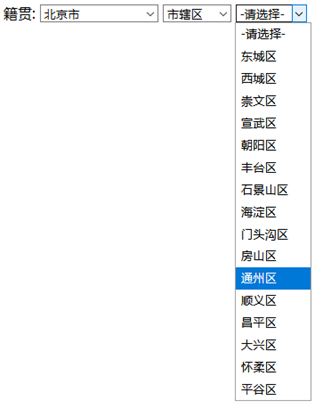 籍贯: 北京市 市辖区 -请选择-
-请选择-
东城区
西城区
崇文区
宣武区
朝阳区
丰台区
石景山区
海淀区
门头沟区
房山区
通州区
顺义区
昌平区
大兴区
怀柔区
平谷区